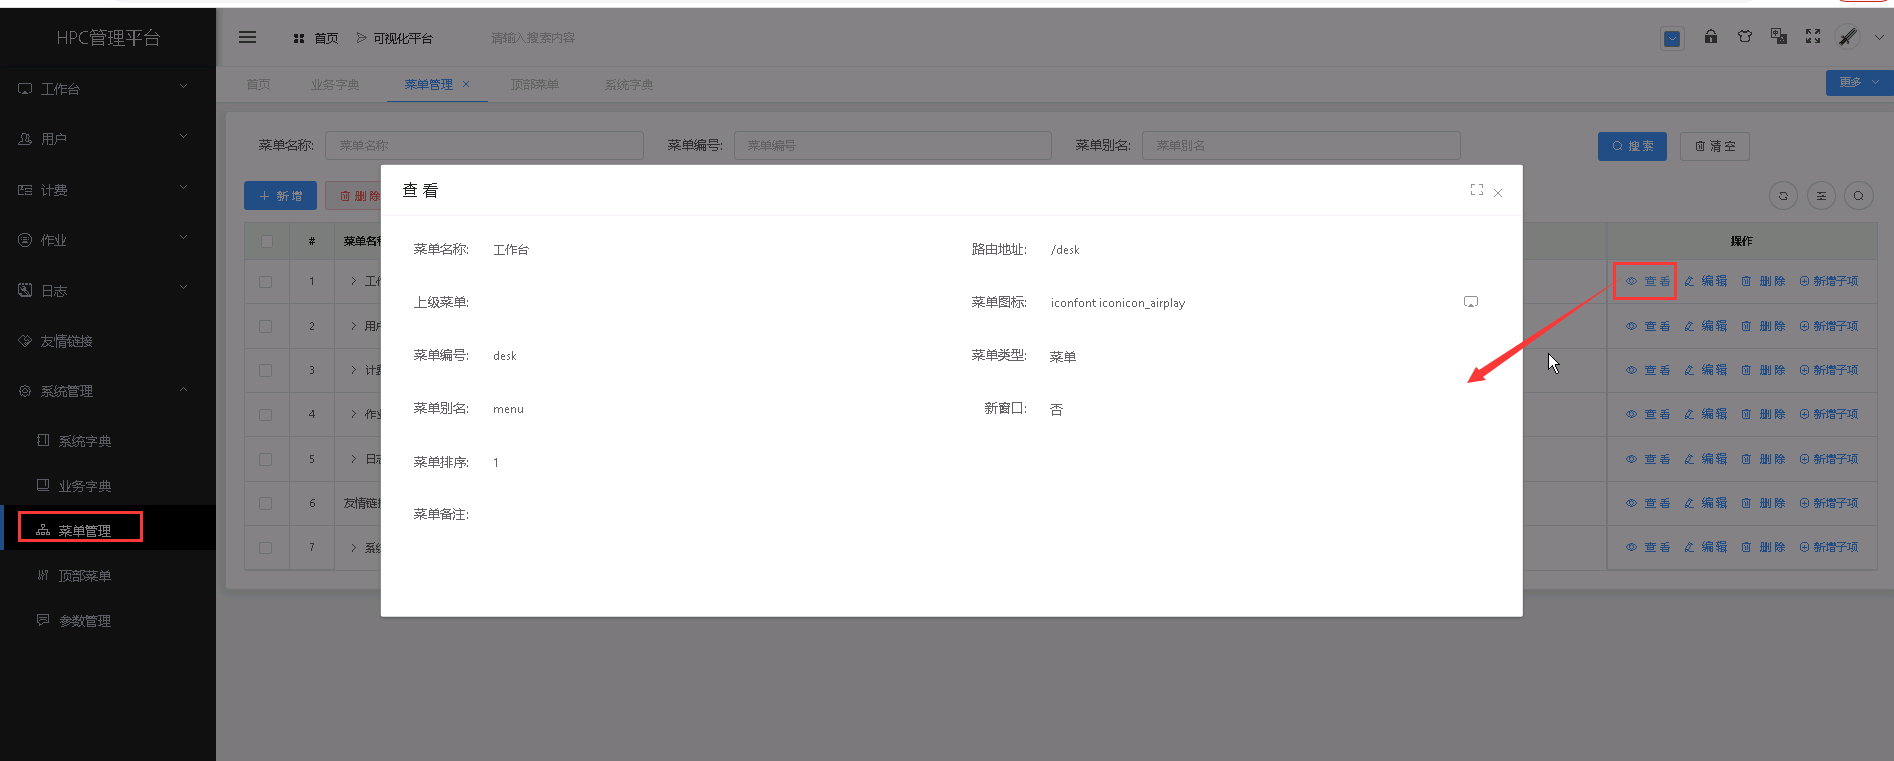 HPC管理平台
首页
可视化平台
请输入搜索内容
工作台
用户
计费
作业
日志
友情链接
系统管理
系统字典
业务字典
菜单管理
顶部菜单
参数管理
首页 业务字典 菜单管理 × 顶部菜单 系统字典
更多
菜单名称: 菜单名称 菜单编号: 菜单编号 菜单别名: 菜单别名 搜 索 清 空
新 增 删 除
# 菜单名 操作
1 工 查 看 编 辑 删 除 新增子项
2 用 查 看 编 辑 删 除 新增子项
3 计 查 看 编 辑 删 除 新增子项
4 作 查 看 编 辑 删 除 新增子项
5 日 查 看 编 辑 删 除 新增子项
6 友情链 查 看 编 辑 删 除 新增子项
7 系 查 看 编 辑 删 除 新增子项
查 看
菜单名称: 工作台 路由地址: /desk
上级菜单: 菜单图标: iconfont iconicon_airplay
菜单编号: desk 菜单类型: 菜单
菜单别名: menu 新窗口: 否
菜单排序: 1
菜单备注: